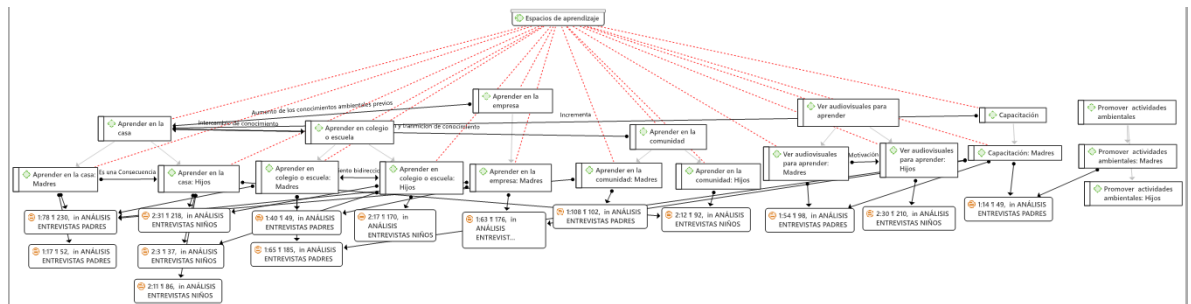 Espacios de aprendizaje
Aprender en la
empresa
Ver audiovisuales para
aprender
Promover actividades
ambientales
Aumento de los conocimientos ambientales previos
Incrementa
Capacitación
Aprender en la
casa
Intercambio de conocimiento
Aprender en colegio
o escuela
y tranmicion de conocimiento
Aprender en la
comunidad
Aprender en la casa:
Madres
Es ena Consecuencia
Aprender en la
casa: Hijos
Aprender en
colegio o escuela:
Madres
Aprender en
colegio o escuela:
Hijos
Aprender en la
empresa: Madres
Aprender en la
comunidad: Madres
Aprender en la
comunidad: Hijos
Ver audiovisuales
para aprender:
Madres
Motivación
Ver audiovisuales
para aprender:
Hijos
Capacitación: Madres
Promover actividades
ambientales: Madres
Promover actividades
ambientales: Hijos
1:78 ¶ 230, in ANÁLISIS
ENTREVISTAS PADRES
2:31 ¶ 218, in ANÁLISIS
ENTREVISTAS NIÑOS
1:40 ¶ 49, in ANÁLISIS
ENTREVISTAS PADRES
2:17 ¶ 170, in
ANÁLISIS
ENTREVISTAS NIÑOS
1:63 ¶ 176, in
ANÁLISIS
ENTREVIST...
1:108 ¶ 102, in ANÁLISIS
ENTREVISTAS PADRES
2:12 ¶ 92, in ANÁLISIS
ENTREVISTAS NIÑOS
1:54 ¶ 98, in ANÁLISIS
ENTREVISTAS PADRES
2:30 ¶ 210, in ANÁLISIS
ENTREVISTAS NIÑOS
1:14 ¶ 49, in ANÁLISIS
ENTREVISTAS PADRES
1:17 ¶ 52, in ANÁLISIS
ENTREVISTAS PADRES
2:3 ¶ 37, in ANÁLISIS
ENTREVISTAS NIÑOS
1:65 ¶ 185, in ANÁLISIS
ENTREVISTAS PADRES
2:11 ¶ 86, in ANÁLISIS
ENTREVISTAS NIÑOS